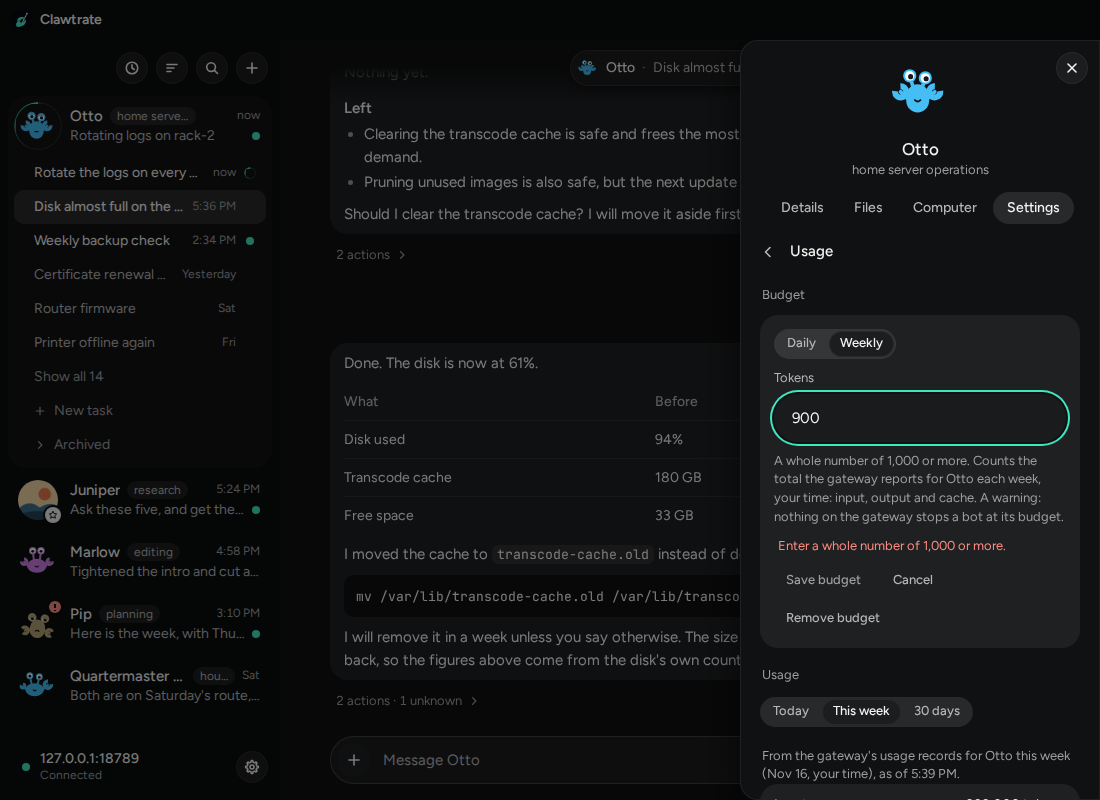 Clawtrate
Otto home serve... now
Rotating logs on rack-2
Rotate the logs on every ... now
Disk almost full on the ... 5:36 PM
Weekly backup check 2:34 PM
Certificate renewal ... Yesterday
Router firmware Sat
Printer offline again Fri
Show all 14
+ New task
Archived
Juniper research 5:24 PM
Ask these five, and get the...
Marlow editing 4:58 PM
Tightened the intro and cut a...
Pip planning 3:10 PM
Here is the week, with Thu...
Quartermaster ... hou... Sat
Both are on Saturday's route,...
127.0.0.1:18789
Connected
Otto · Disk almost fu
Nothing yet.
Left
• Clearing the transcode cache is safe and frees the most
demand.
• Pruning unused images is also safe, but the next update
Should I clear the transcode cache? I will move it aside first
2 actions
Done. The disk is now at 61%.
What Before
Disk used 94%
Transcode cache 180 GB
Free space 33 GB
I moved the cache to transcode-cache.old instead of d
mv /var/lib/transcode-cache.old /var/lib/transco
I will remove it in a week unless you say otherwise. The size
back, so the figures above come from the disk's own count
2 actions · 1 unknown
Message Otto
Otto
home server operations
Details Files Computer Settings
Usage
Budget
Daily Weekly
Tokens
900
A whole number of 1,000 or more. Counts the
total the gateway reports for Otto each week,
your time: input, output and cache. A warning:
nothing on the gateway stops a bot at its budget.
Enter a whole number of 1,000 or more.
Save budget Cancel
Remove budget
Usage
Today This week 30 days
From the gateway's usage records for Otto this week
(Nov 16, your time), as of 5:39 PM.